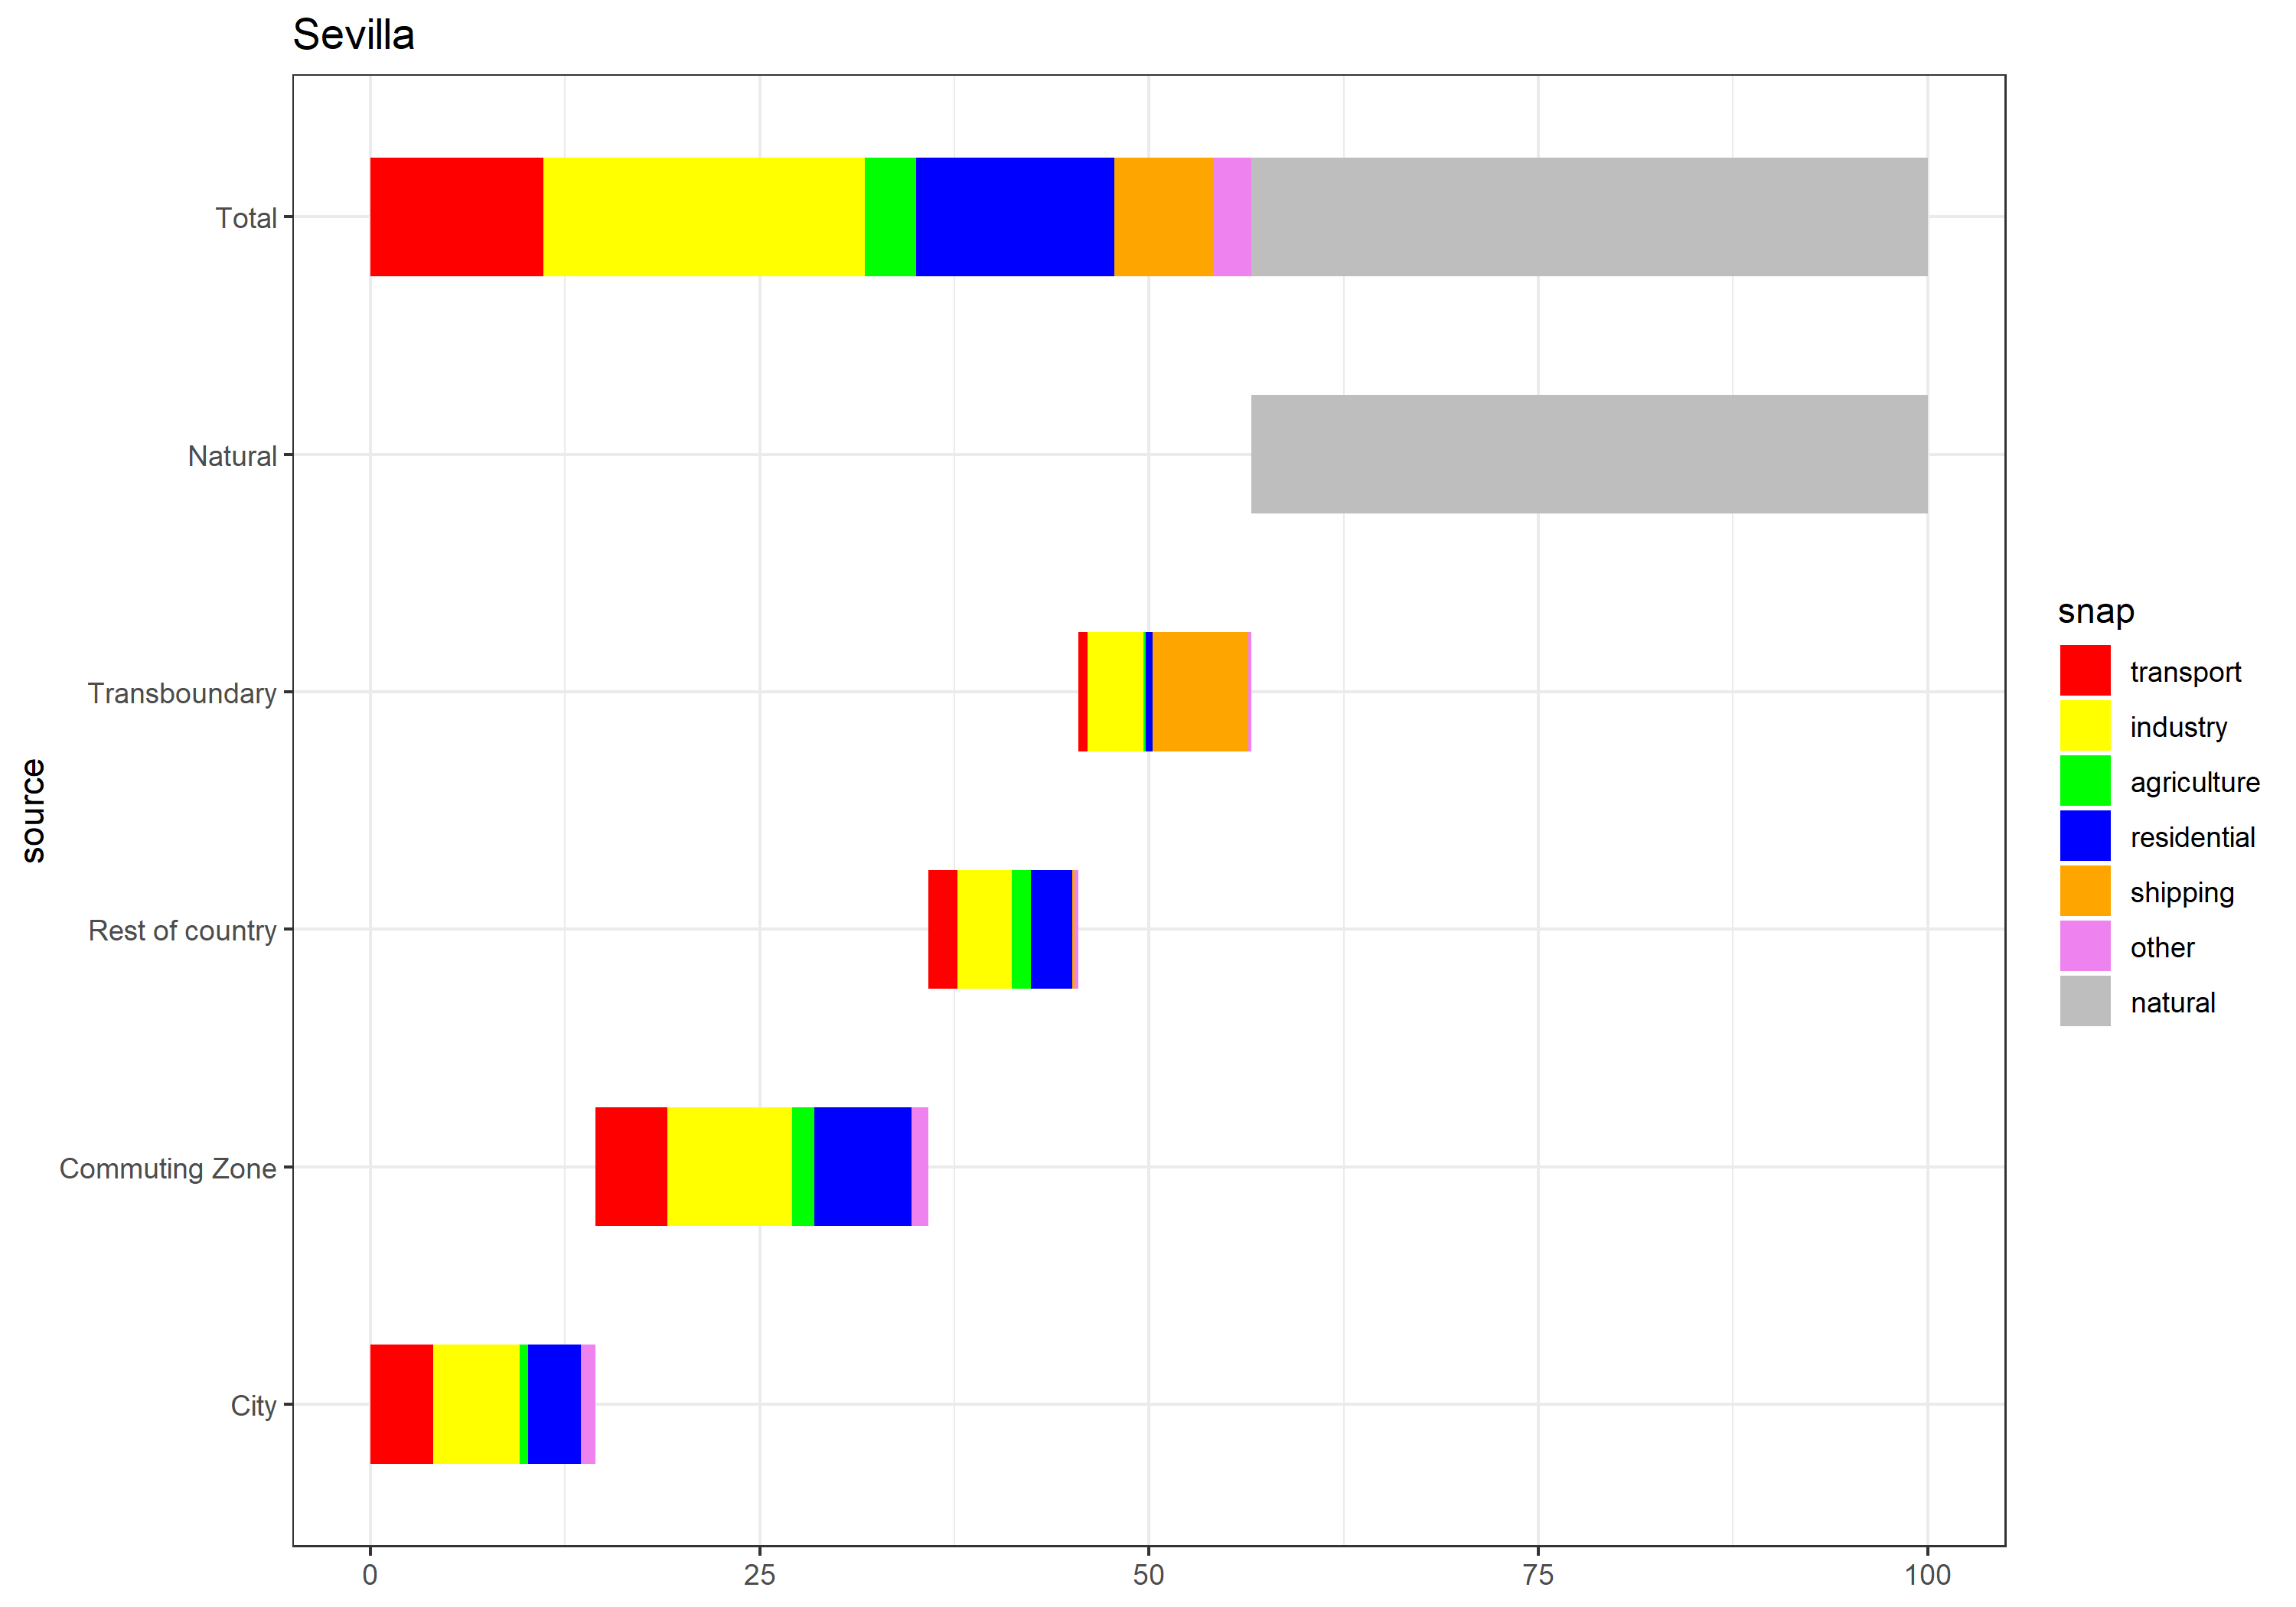 Sevilla
Total
Natural
Transboundary
Rest of country
Commuting Zone
City
source
0 25 50 75 100
snap
transport
industry
agriculture
residential
shipping
other
natural